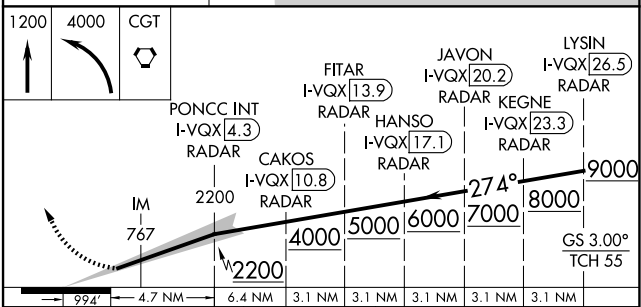 1200
4000
CGT
LYSIN
I-VQX 26.5
RADAR
JAVON
I-VQX 20.2
RADAR
FITAR
I-VQX 13.9
RADAR
KEGNE
I-VQX 23.3
RADAR
HANSO
I-VQX 17.1
RADAR
PONCC INT
I-VQX 4.3
RADAR
CAKOS
I-VQX 10.8
RADAR
IM
767
2200
274°
9000
8000
7000
6000
5000
4000
2200
GS 3.00°
TCH 55
994'
4.7 NM
6.4 NM
3.1 NM
3.1 NM
3.1 NM
3.1 NM
3.1 NM